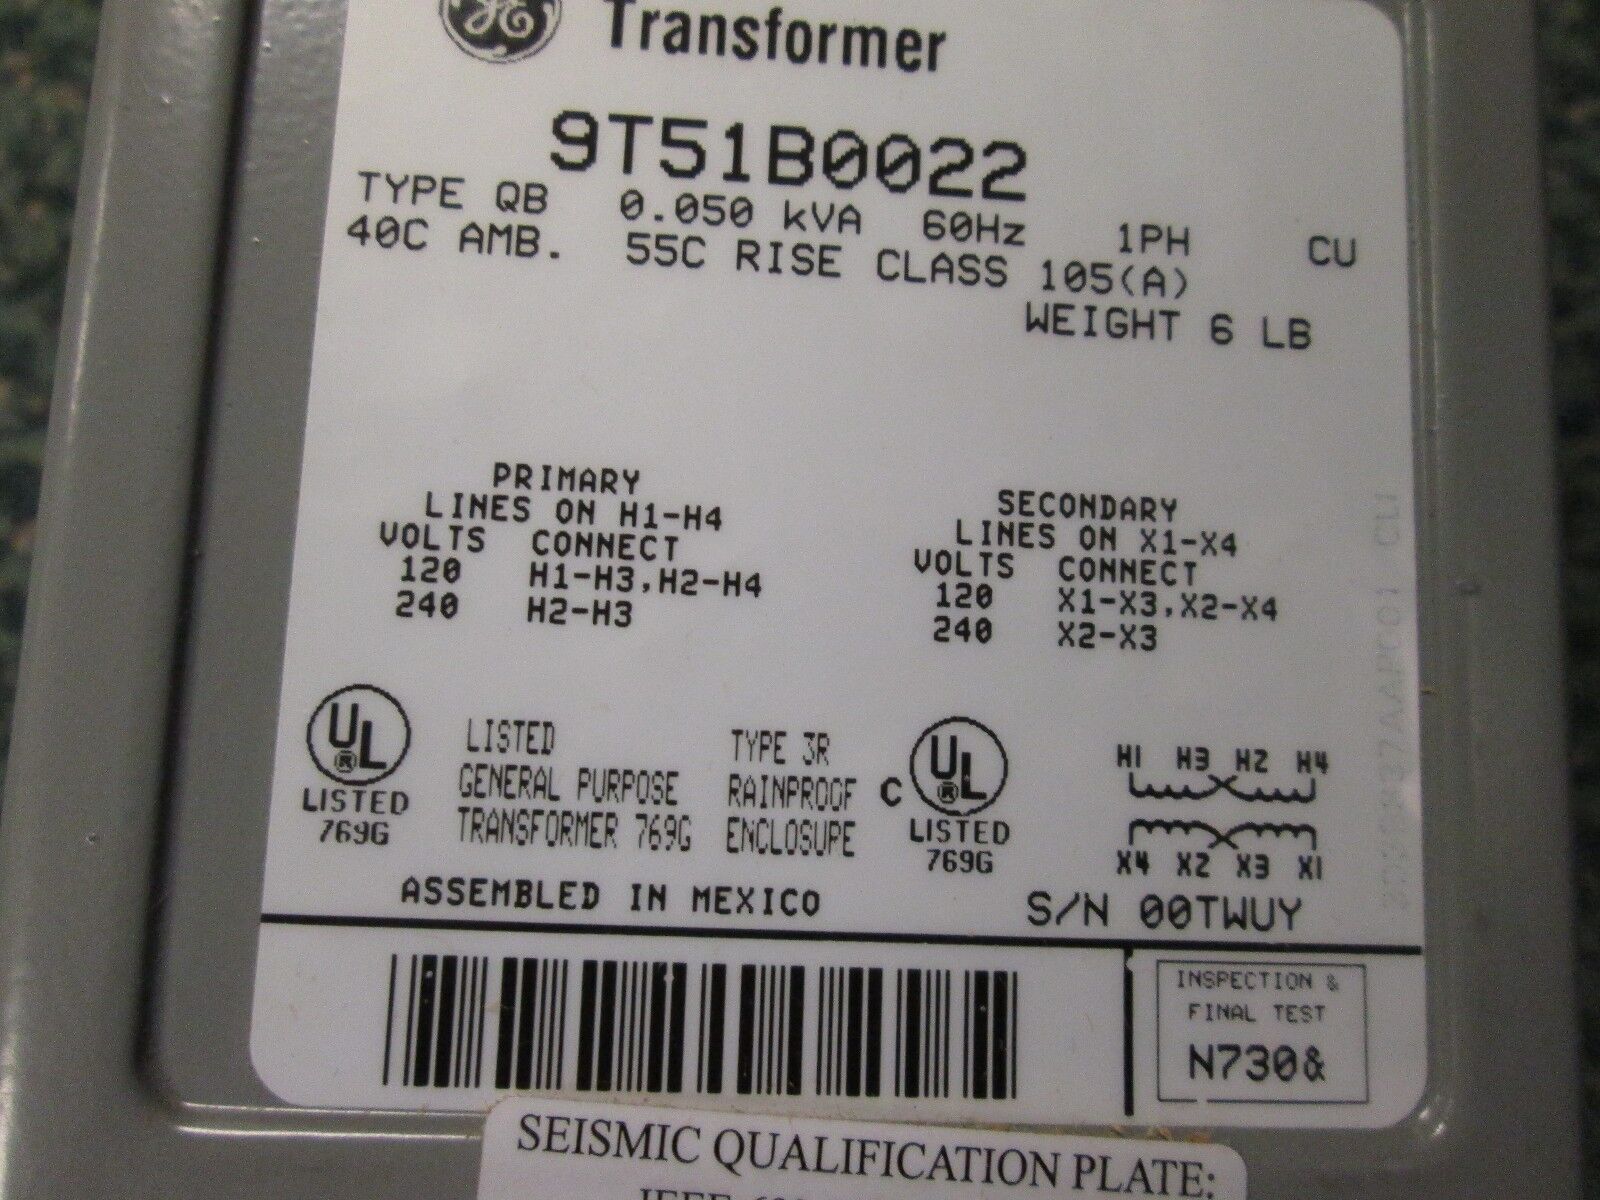 GE
Transformer
9T51B0022
TYPE QB 0.050 kVA 60Hz 1PH CU
40C AMB. 55C RISE CLASS 105(A)
WEIGHT 6 LB
PRIMARY
LINES ON H1-H4
VOLTS CONNECT
120 H1-H3,H2-H4
240 H2-H3
SECONDARY
LINES ON X1-X4
VOLTS CONNECT
120 X1-X3,X2-X4
240 X2-X3
UL ®
LISTED
769G
LISTED
GENERAL PURPOSE
TRANSFORMER 769G
TYPE 3R
RAINPROOF
ENCLOSURE
C UL ®
LISTED
769G
H1 H3 H2 H4
X4 X2 X3 X1
ASSEMBLED IN MEXICO
S/N 00TWUY
INSPECTION &
FINAL TEST
N730&
SEISMIC QUALIFICATION PLATE:
IEEE